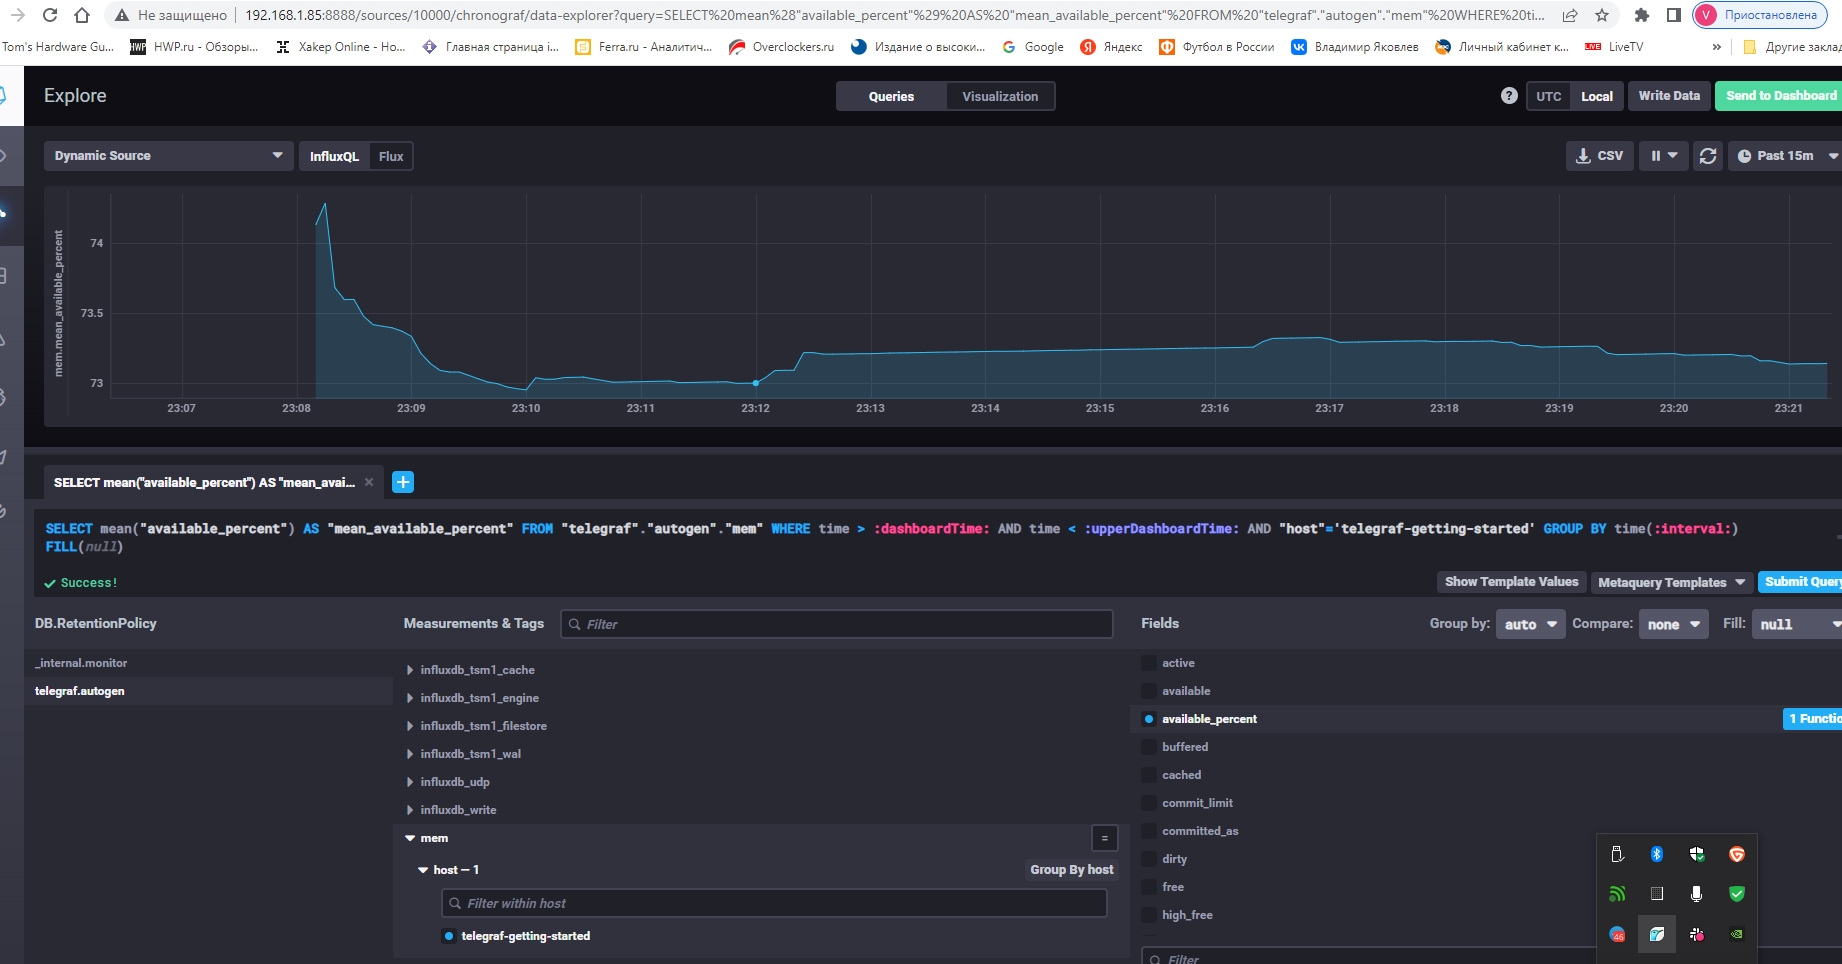 Не защищено 192.168.1.85:8888/sources/10000/chronograf/data-explorer?query=SELECT%20mean%28"available_percent"%29%20AS%20"mean_available_percent"%20FROM%20"telegraf"."autogen"."mem"%20WHERE%20ti... V Приостановлена
Tom's Hardware Gu... HWP.ru - Обзоры... Хакер Online - Но... Главная страница i... Ferra.ru - Аналитич... Overclockers.ru Издание о высоки... Google Яндекс Футбол в России Владимир Яковлев Личный кабинет к... LIVE LiveTV » Другие заклад
Explore Queries Visualization ? UTC Local Write Data Send to Dashboard
Dynamic Source InfluxQL Flux CSV Past 15m
mem.mean_available_percent
74
73.5
73
23:07 23:08 23:09 23:10 23:11 23:12 23:13 23:14 23:15 23:16 23:17 23:18 23:19 23:20 23:21
SELECT mean("available_percent") AS "mean_avai... × +
SELECT mean("available_percent") AS "mean_available_percent" FROM "telegraf"."autogen"."mem" WHERE time > :dashboardTime: AND time < :upperDashboardTime: AND "host"='telegraf-getting-started' GROUP BY time(:interval:)
FILL(null)
Success! Show Template Values Metaquery Templates Submit Query
DB.RetentionPolicy Measurements & Tags Filter Fields Group by: auto Compare: none Fill: null
_internal.monitor
telegraf.autogen
influxdb_tsm1_cache
influxdb_tsm1_engine
influxdb_tsm1_filestore
influxdb_tsm1_wal
influxdb_udp
influxdb_write
mem =
host — 1 Group By host
Filter within host
telegraf-getting-started
active
available
available_percent 1 Functio
buffered
cached
commit_limit
committed_as
dirty
free
high_free
Filter
46